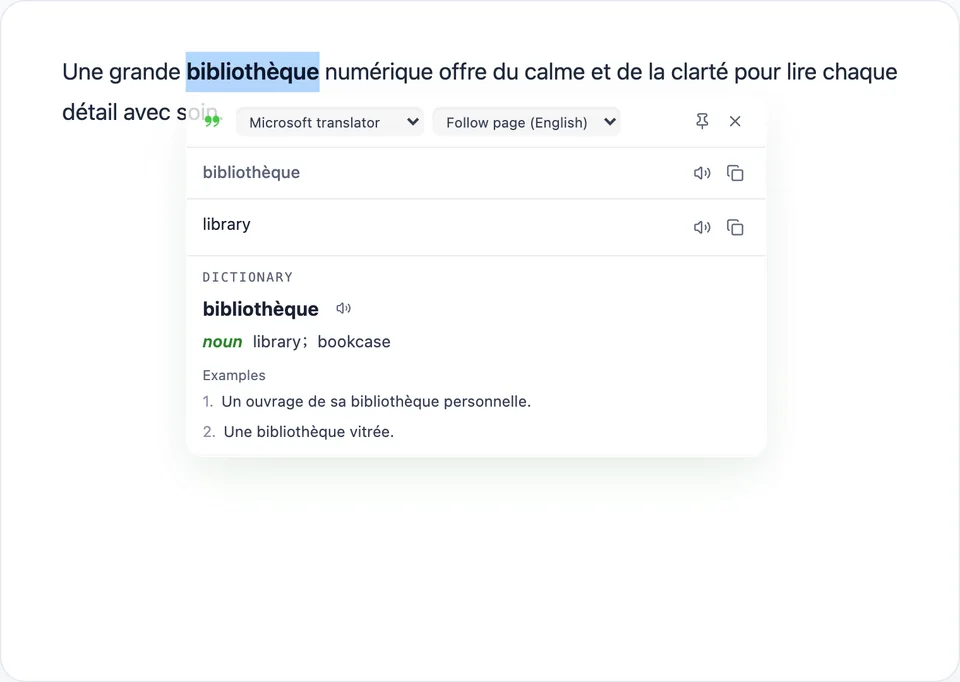 Une grande bibliothèque numérique offre du calme et de la clarté pour lire chaque
détail avec soin.
Microsoft translator
Follow page (English)
bibliothèque
library
DICTIONARY
bibliothèque
noun library; bookcase
Examples
1. Un ouvrage de sa bibliothèque personnelle.
2. Une bibliothèque vitrée.